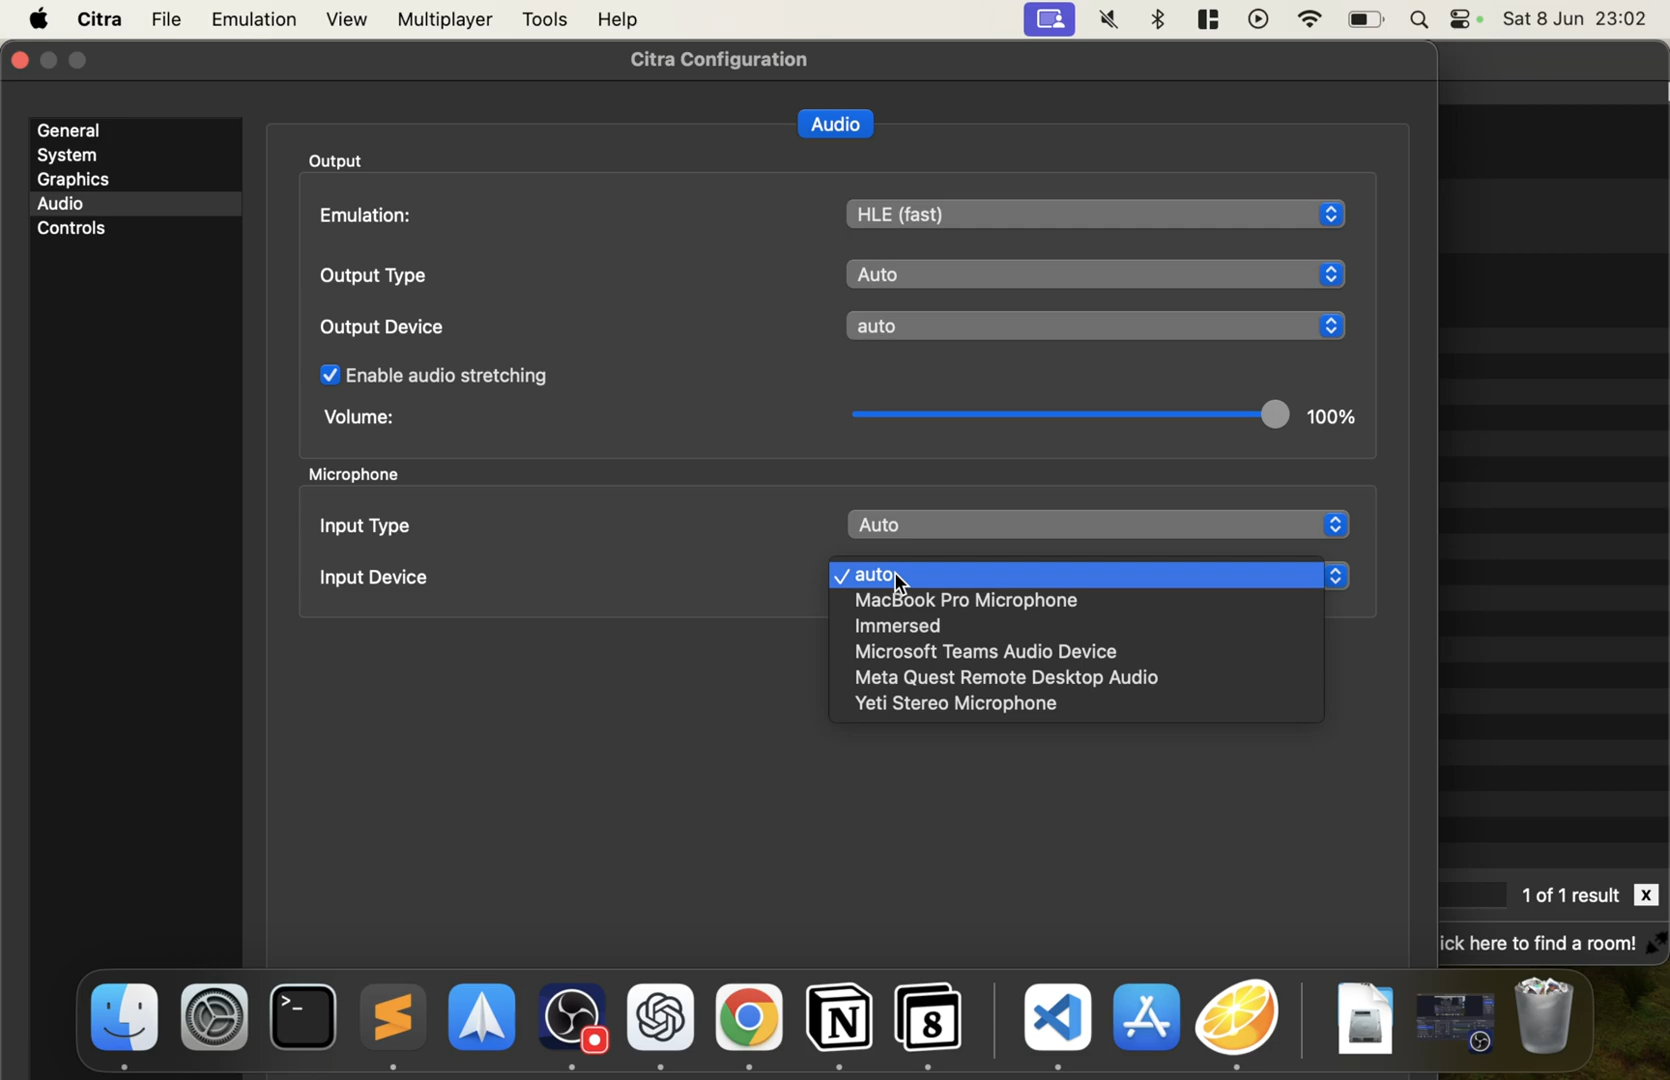 Citra File Emulation View Multiplayer Tools Help Sat 8 Jun 23:02
Citra Configuration
General
System
Graphics
Audio
Controls
Audio
Output
Emulation: HLE (fast)
Output Type Auto
Output Device auto
Enable audio stretching
Volume: 100%
Microphone
Input Type Auto
Input Device
auto
MacBook Pro Microphone
Immersed
Microsoft Teams Audio Device
Meta Quest Remote Desktop Audio
Yeti Stereo Microphone
1 of 1 result X
ick here to find a room!
>_ N 8